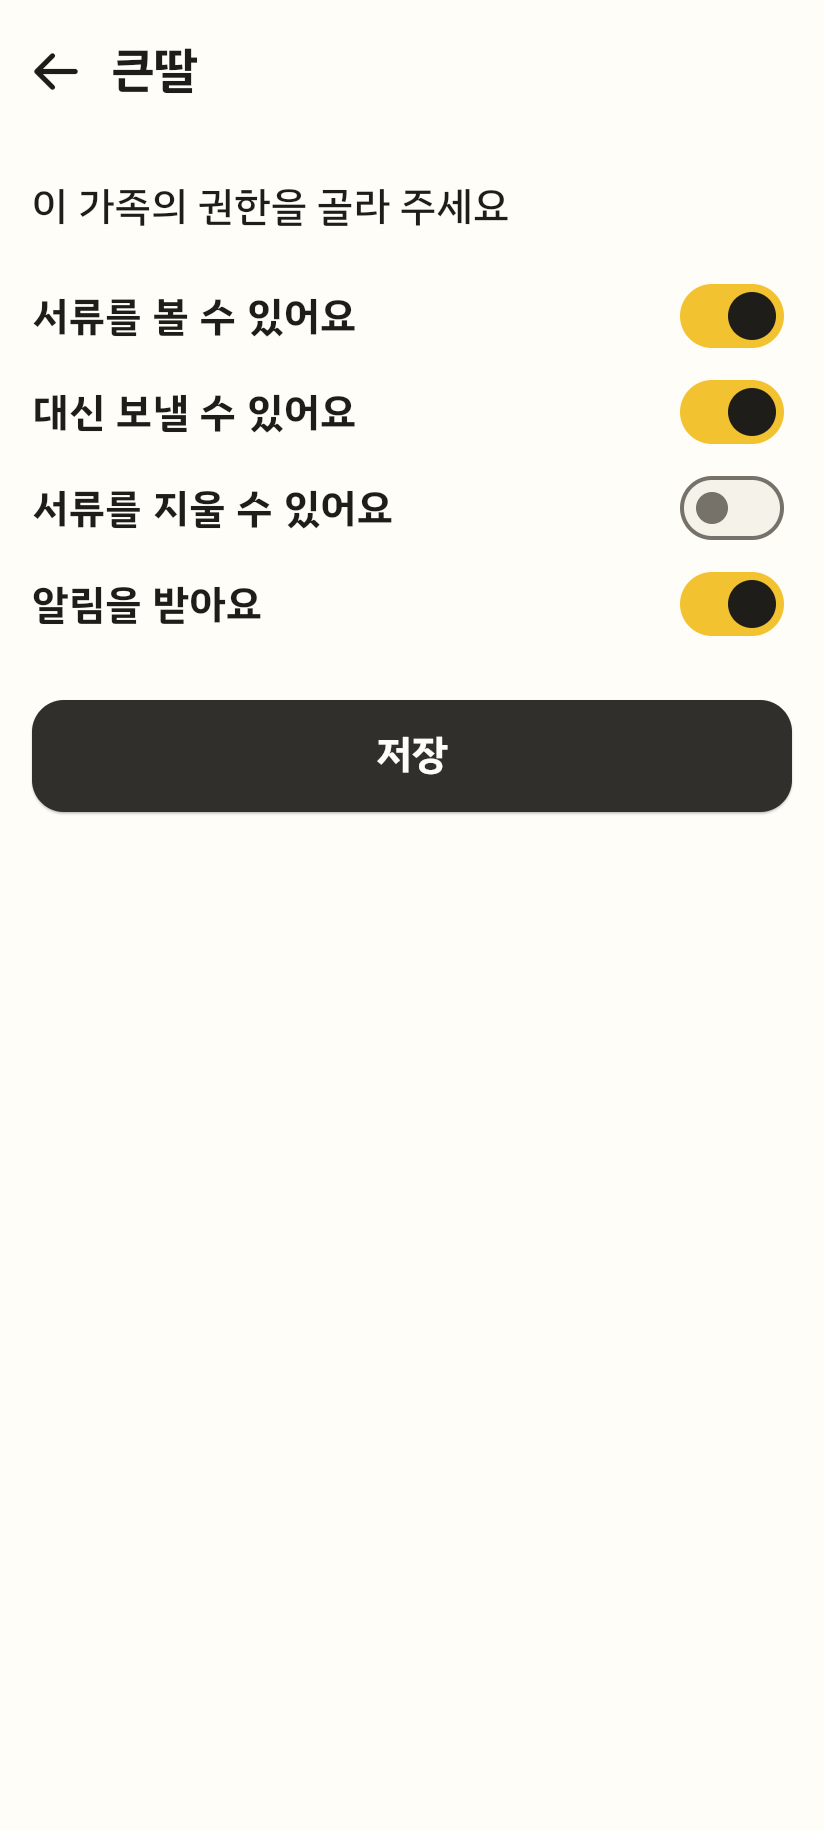 큰딸
이 가족의 권한을 골라 주세요
서류를 볼 수 있어요
대신 보낼 수 있어요
서류를 지울 수 있어요
알림을 받아요
저장